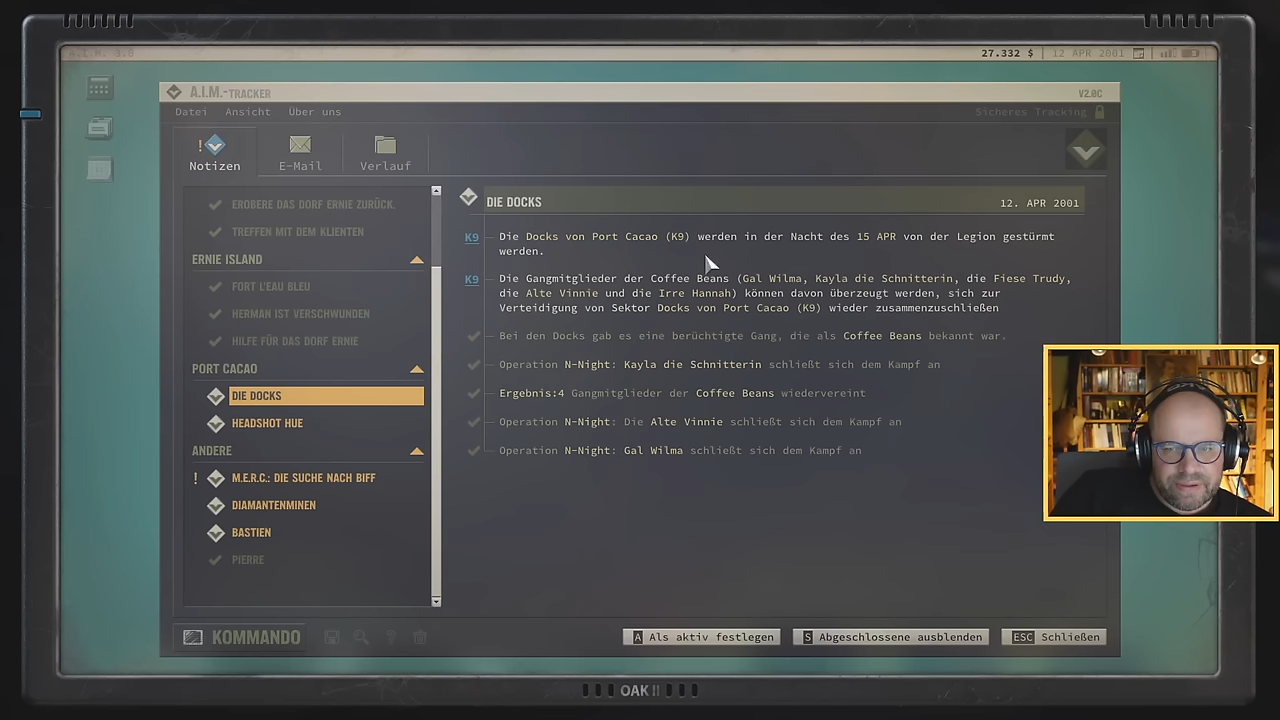 A.I.W. 3.0
27.332 $ | 12 APR 2001
A.I.M.-TRACKER
V2.0C
Datei Ansicht Über uns
Sicheres Tracking
! Notizen
E-Mail
Verlauf
EROBERE DAS DORF ERNIE ZURÜCK.
TREFFEN MIT DEM KLIENTEN
ERNIE ISLAND
FORT L'EAU BLEU
HERMAN IST VERSCHWUNDEN
HILFE FÜR DAS DORF ERNIE
PORT CACAO
DIE DOCKS
HEADSHOT HUE
ANDERE
! M.E.R.C.: DIE SUCHE NACH BIFF
DIAMANTENMINEN
BASTIEN
PIERRE
DIE DOCKS
12. APR 2001
K9 Die Docks von Port Cacao (K9) werden in der Nacht des 15 APR von der Legion gestürmt
werden.
K9 Die Gangmitglieder der Coffee Beans (Gal Wilma, Kayla die Schnitterin, die Fiese Trudy,
die Alte Vinnie und die Irre Hannah) können davon überzeugt werden, sich zur
Verteidigung von Sektor Docks von Port Cacao (K9) wieder zusammenzuschließen
Bei den Docks gab es eine berüchtigte Gang, die als Coffee Beans bekannt war.
Operation N-Night: Kayla die Schnitterin schließt sich dem Kampf an
Ergebnis:4 Gangmitglieder der Coffee Beans wiedervereint
Operation N-Night: Die Alte Vinnie schließt sich dem Kampf an
Operation N-Night: Gal Wilma schließt sich dem Kampf an
KOMMANDO
A Als aktiv festlegen
S Abgeschlossene ausblenden
ESC Schließen
OAK II